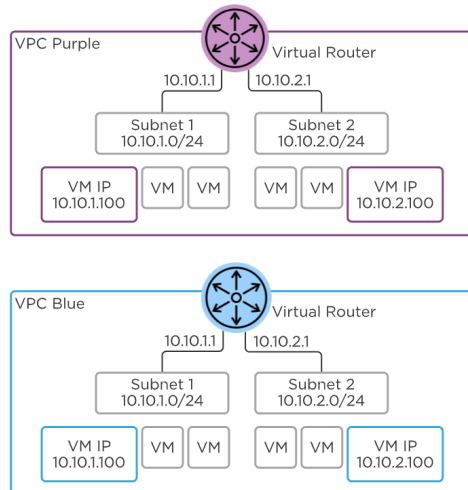 VPC Purple
Virtual Router
10.10.1.1
10.10.2.1
Subnet 1
10.10.1.0/24
Subnet 2
10.10.2.0/24
VM IP
10.10.1.100
VM
VM
VM
VM
VM IP
10.10.2.100
VPC Blue
Virtual Router
10.10.1.1
10.10.2.1
Subnet 1
10.10.1.0/24
Subnet 2
10.10.2.0/24
VM IP
10.10.1.100
VM
VM
VM
VM
VM IP
10.10.2.100